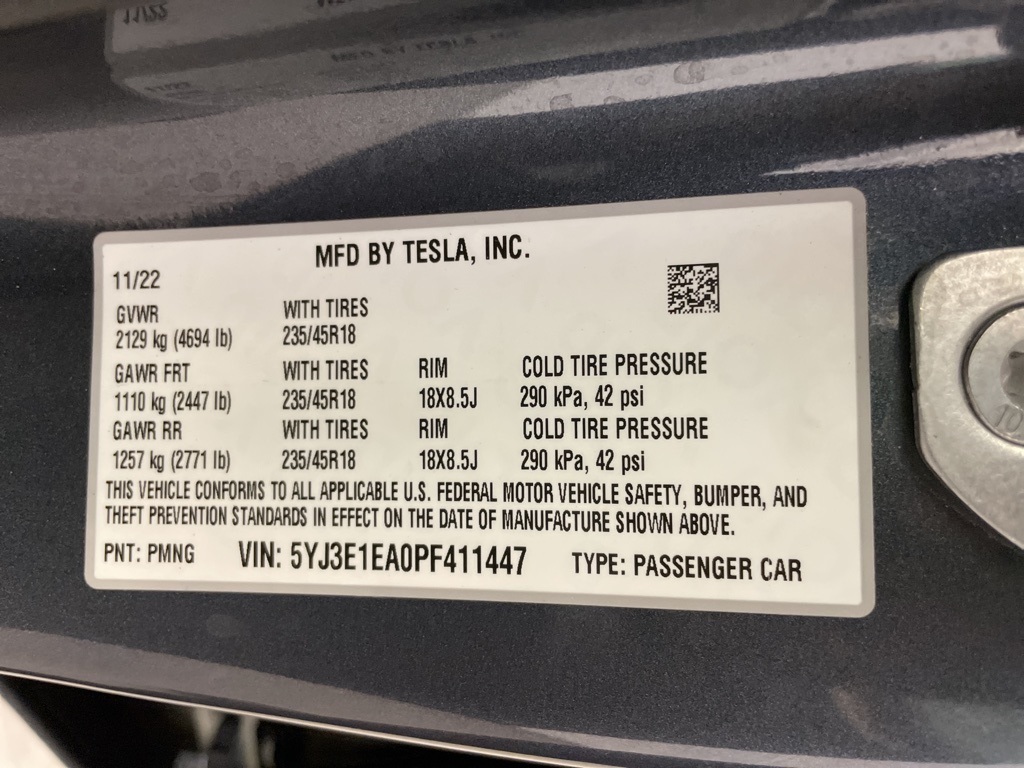 MFD BY TESLA, INC.
11/22
GVWR WITH TIRES
2129 kg (4694 lb) 235/45R18
GAWR FRT WITH TIRES RIM COLD TIRE PRESSURE
1110 kg (2447 lb) 235/45R18 18X8.5J 290 kPa, 42 psi
GAWR RR WITH TIRES RIM COLD TIRE PRESSURE
1257 kg (2771 lb) 235/45R18 18X8.5J 290 kPa, 42 psi
THIS VEHICLE CONFORMS TO ALL APPLICABLE U.S. FEDERAL MOTOR VEHICLE SAFETY, BUMPER, AND
THEFT PREVENTION STANDARDS IN EFFECT ON THE DATE OF MANUFACTURE SHOWN ABOVE.
PNT: PMNG VIN: 5YJ3E1EA0PF411447 TYPE: PASSENGER CAR